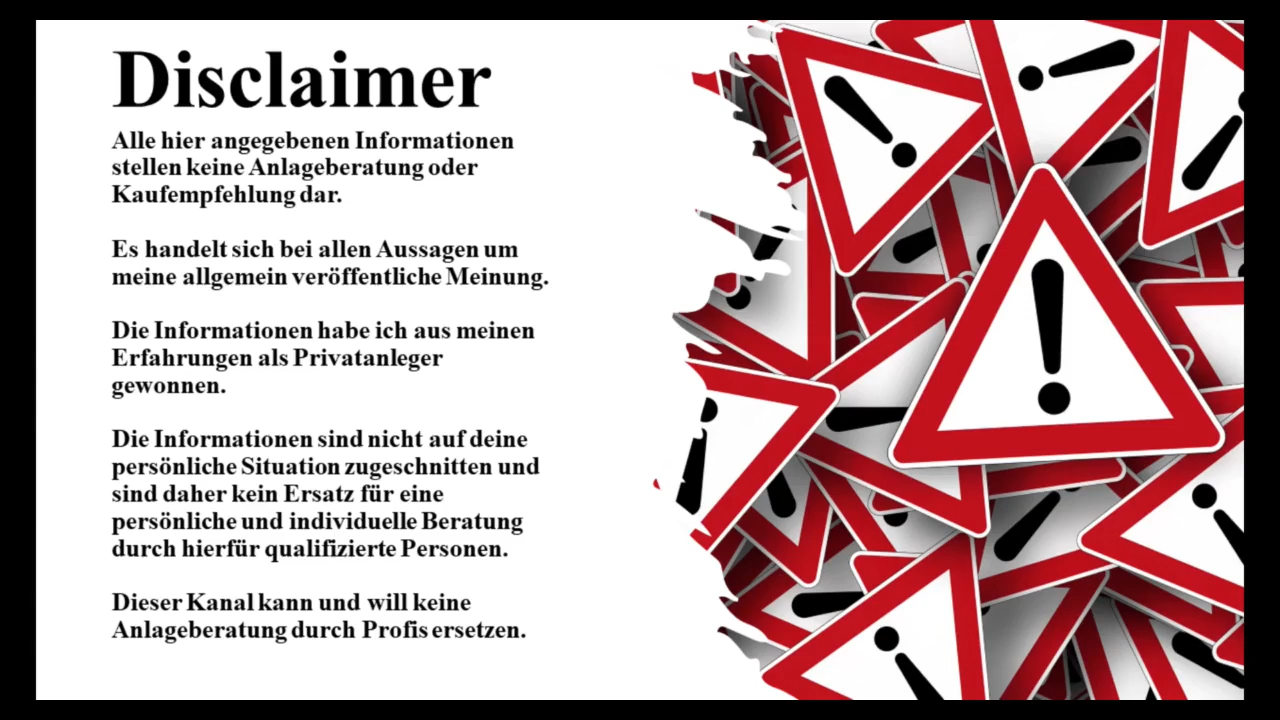 Disclaimer
Alle hier angegebenen Informationen
stellen keine Anlageberatung oder
Kaufempfehlung dar.
Es handelt sich bei allen Aussagen um
meine allgemein veröffentliche Meinung.
Die Informationen habe ich aus meinen
Erfahrungen als Privatanleger
gewonnen.
Die Informationen sind nicht auf deine
persönliche Situation zugeschnitten und
sind daher kein Ersatz für eine
persönliche und individuelle Beratung
durch hierfür qualifizierte Personen.
Dieser Kanal kann und will keine
Anlageberatung durch Profis ersetzen.